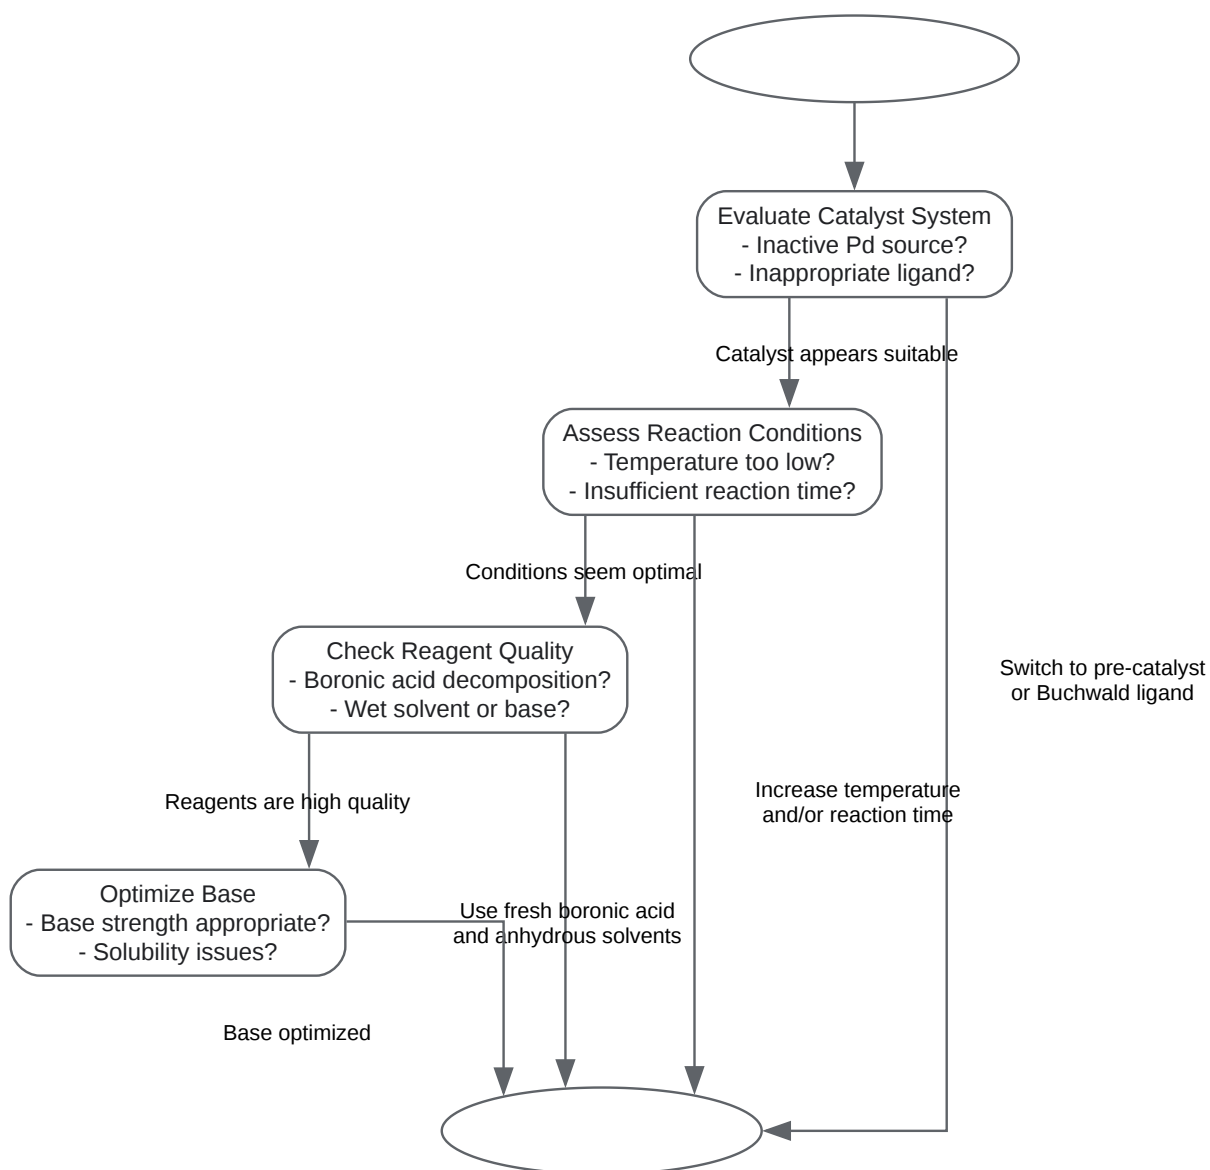 Evaluate Catalyst System
- Inactive Pd source?
- Inappropriate ligand?
Catalyst appears suitable
Assess Reaction Conditions
- Temperature too low?
- Insufficient reaction time?
Conditions seem optimal
Check Reagent Quality
- Boronic acid decomposition?
- Wet solvent or base?
Switch to pre-catalyst
or Buchwald ligand
Increase temperature
and/or reaction time
Reagents are high quality
Optimize Base
- Base strength appropriate?
- Solubility issues?
Use fresh boronic acid
and anhydrous solvents
Base optimized